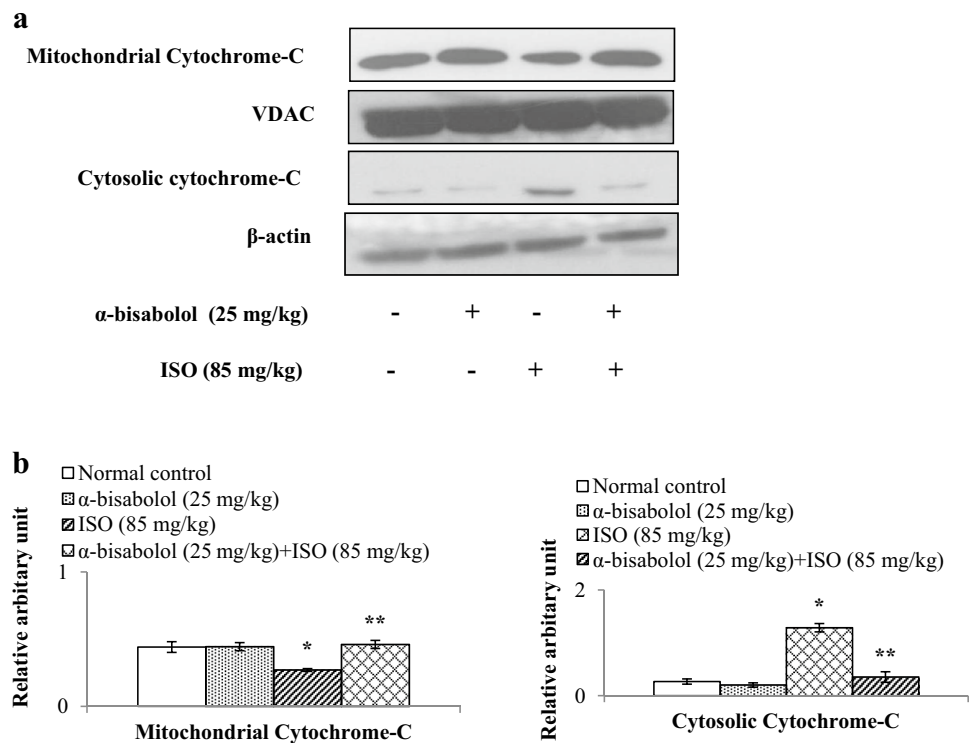 a
Mitochondrial Cytochrome-C
VDAC
Cytosolic cytochrome-C
β-actin
α-bisabolol (25 mg/kg) - + - +
ISO (85 mg/kg) - - + +
b
Normal control
α-bisabolol (25 mg/kg)
ISO (85 mg/kg)
α-bisabolol (25 mg/kg)+ISO (85 mg/kg)
Relative arbitary unit
1
0
*
**
Mitochondrial Cytochrome-C
Normal control
α-bisabolol (25 mg/kg)
ISO (85 mg/kg)
α-bisabolol (25 mg/kg)+ISO (85 mg/kg)
Relative arbitary unit
2
0
*
**
Cytosolic Cytochrome-C